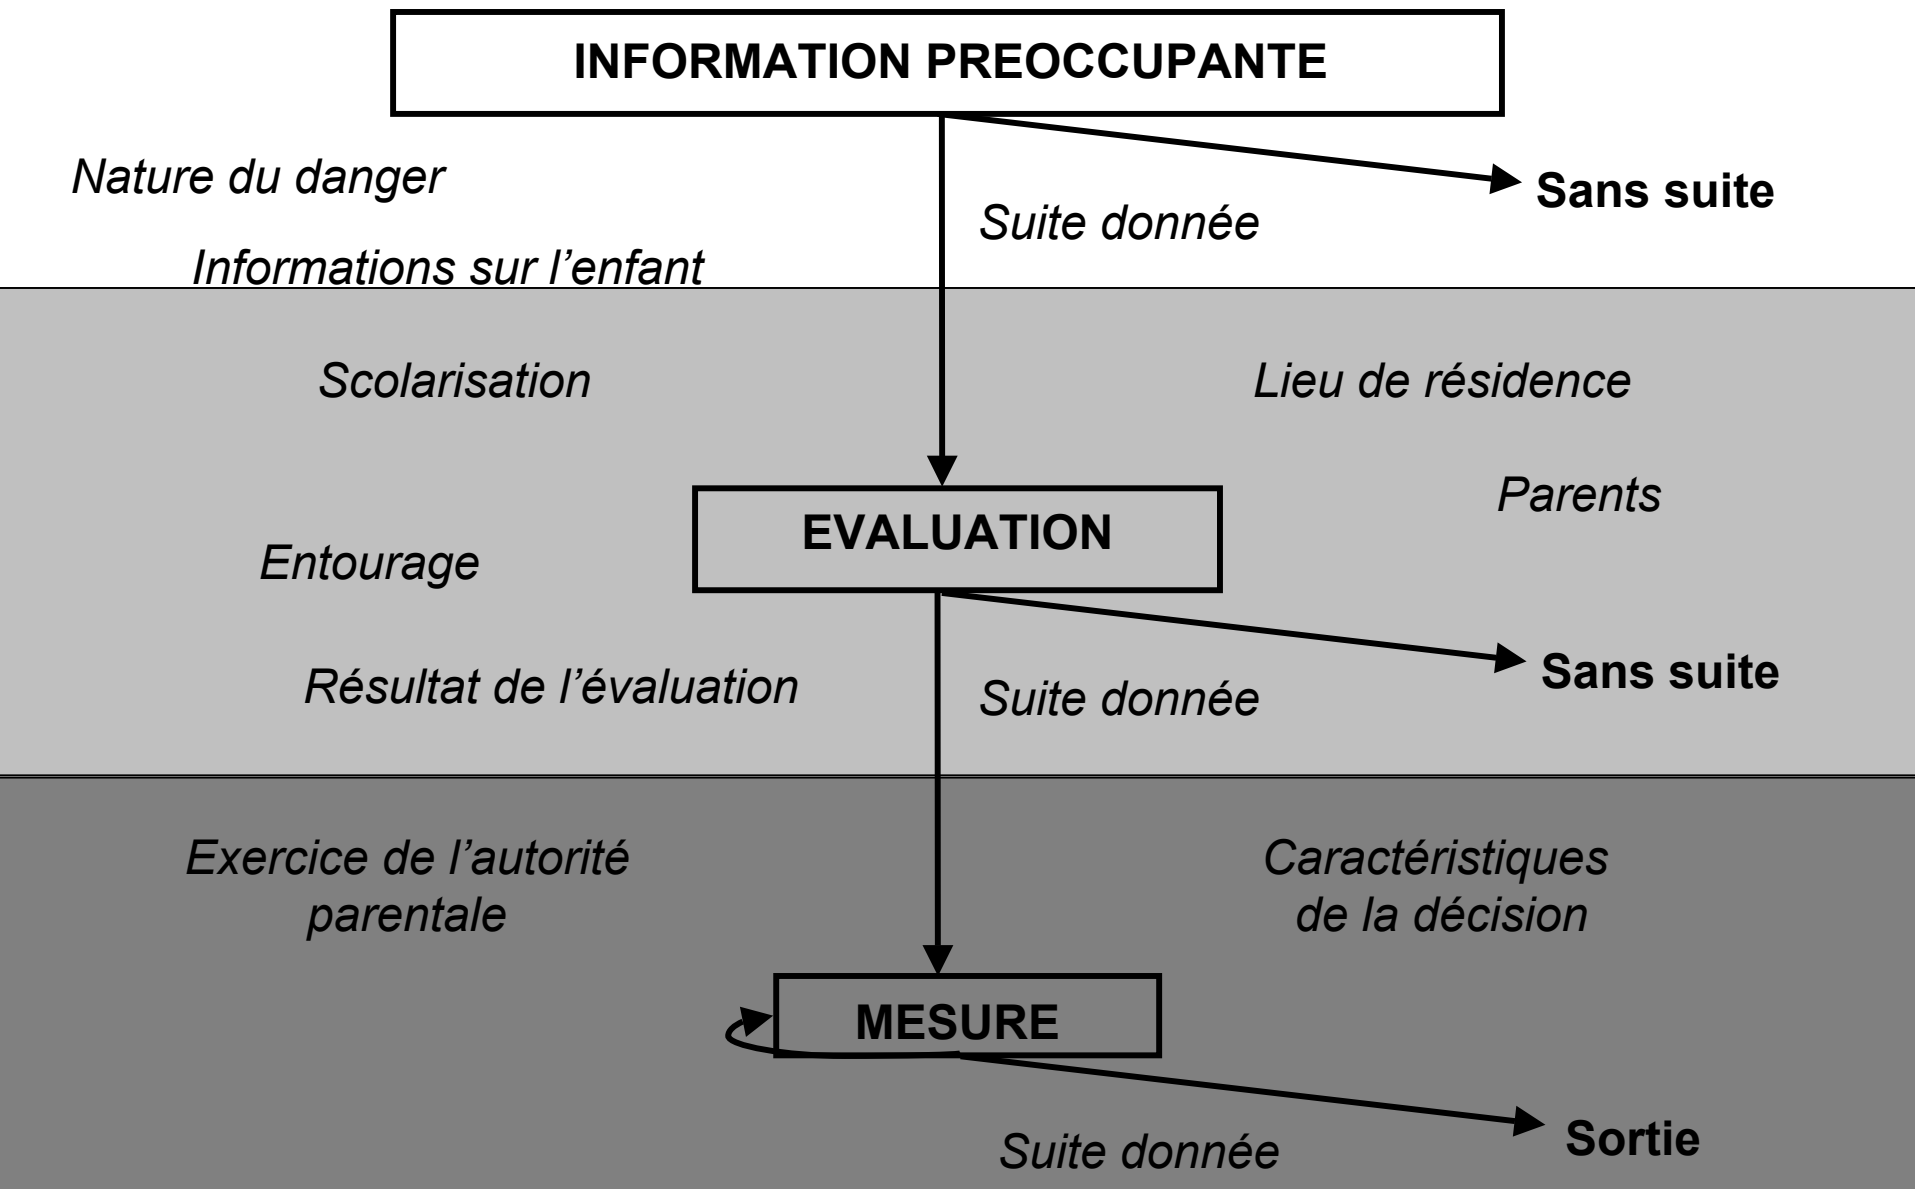 INFORMATION PREOCCUPANTE
Nature du danger
Sans suite
Suite donnée
Informations sur l’enfant
Scolarisation
Lieu de résidence
Parents
EVALUATION
Entourage
Résultat de l’évaluation
Suite donnée
Sans suite
Exercice de l’autorité
parentale
Caractéristiques
de la décision
MESURE
Suite donnée
Sortie